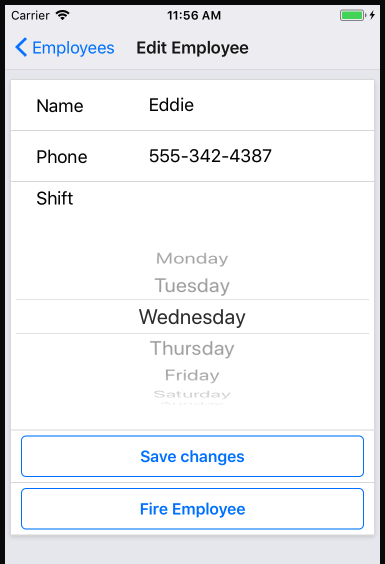 Carrier 11:56 AM
Employees Edit Employee
Name Eddie
Phone 555-342-4387
Shift
Monday
Tuesday
Wednesday
Thursday
Friday
Saturday
Save changes
Fire Employee